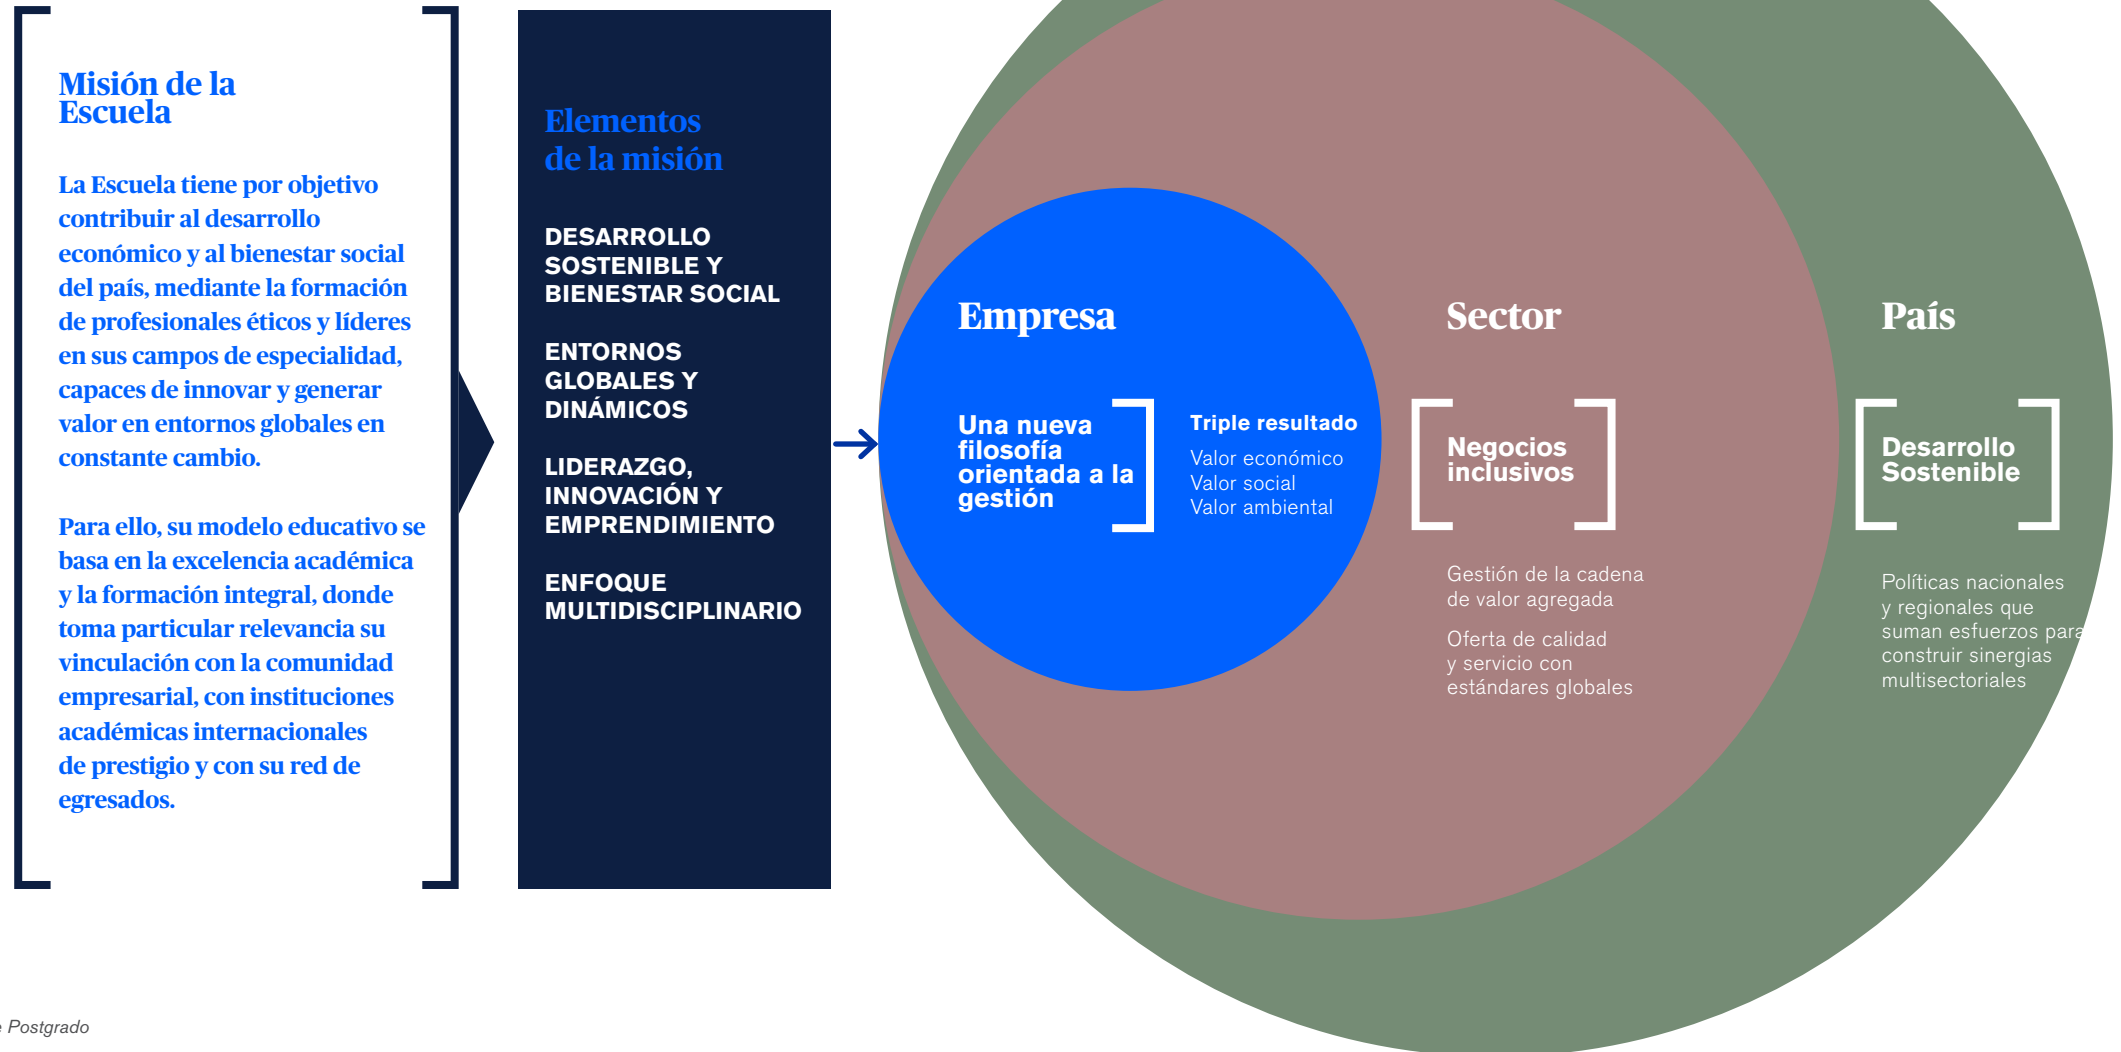 Misión de la
Escuela
La Escuela tiene por objetivo
contribuir al desarrollo
económico y al bienestar social
del país, mediante la formación
de profesionales éticos y líderes
en sus campos de especialidad,
capaces de innovar y generar
valor en entornos globales en
constante cambio.
Para ello, su modelo educativo se
basa en la excelencia académica
y la formación integral, donde
toma particular relevancia su
vinculación con la comunidad
empresarial, con instituciones
académicas internacionales
de prestigio y con su red de
egresados.
Elementos
de la misión
DESARROLLO
SOSTENIBLE Y
BIENESTAR SOCIAL
ENTORNOS
GLOBALES Y
DINÁMICOS
LIDERAZGO,
INNOVACIÓN Y
EMPRENDIMIENTO
ENFOQUE
MULTIDISCIPLINARIO
Empresa
Una nueva
filosofía
orientada a la
gestión
Triple resultado
Valor económico
Valor social
Valor ambiental
Sector
Negocios
inclusivos
Gestión de la cadena
de valor agregada
Oferta de calidad
y servicio con
estándares globales
País
Desarrollo
Sostenible
Políticas nacionales
y regionales que
suman esfuerzos para
construir sinergias
multisectoriales
e Postgrado